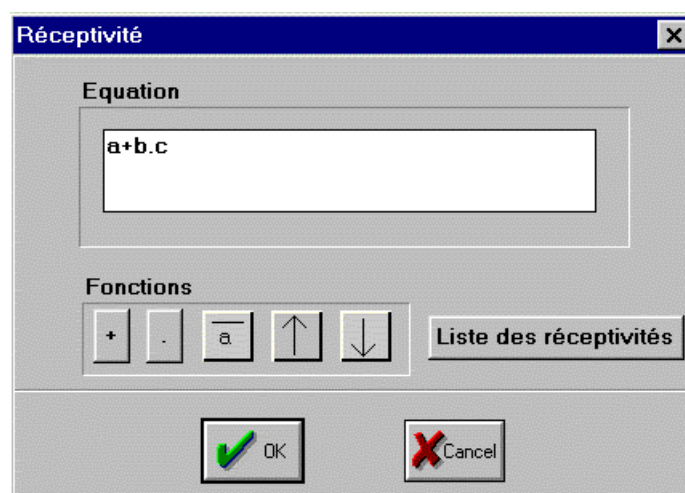 Réceptivité
Equation
a+b.c
Fonctions
+ . a ↑ ↓ Liste des réceptivités
OK Cancel